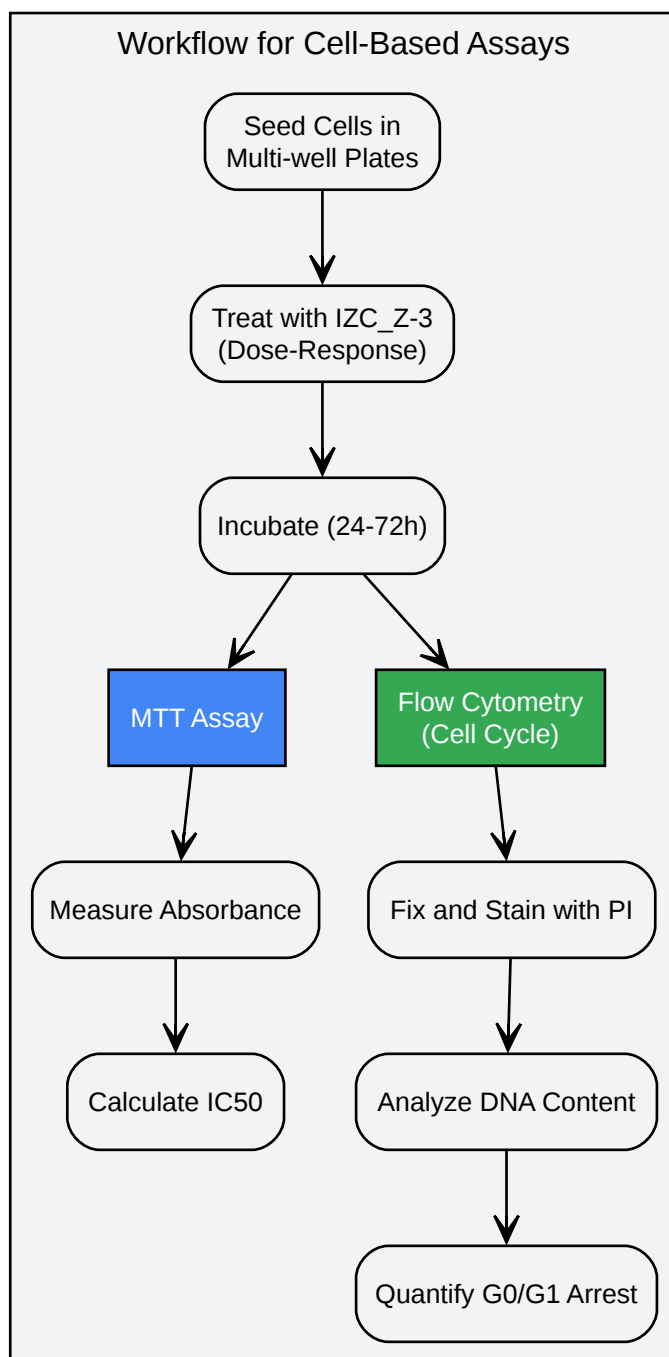 Workflow for Cell-Based Assays
Seed Cells in
Multi-well Plates
Treat with IZC_Z-3
(Dose-Response)
Incubate (24-72h)
MTT Assay
Flow Cytometry
(Cell Cycle)
Measure Absorbance
Fix and Stain with PI
Calculate IC50
Analyze DNA Content
Quantify G0/G1 Arrest